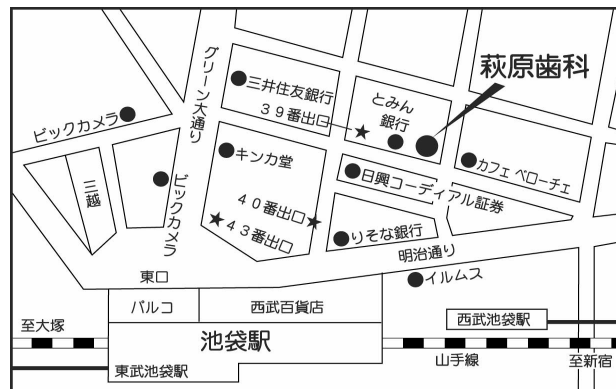 萩原歯科
グリーン大通り
三井住友銀行
とみん
銀行
39番出口
ビックカメラ
キンカ堂
カフェ ベローチェ
日興コーディアル証券
三越
ビックカメラ
40番出口
43番出口
りそな銀行
明治通り
東口
イルムス
パルコ
西武百貨店
西武池袋駅
至大塚
池袋駅
山手線
至新宿
東武池袋駅